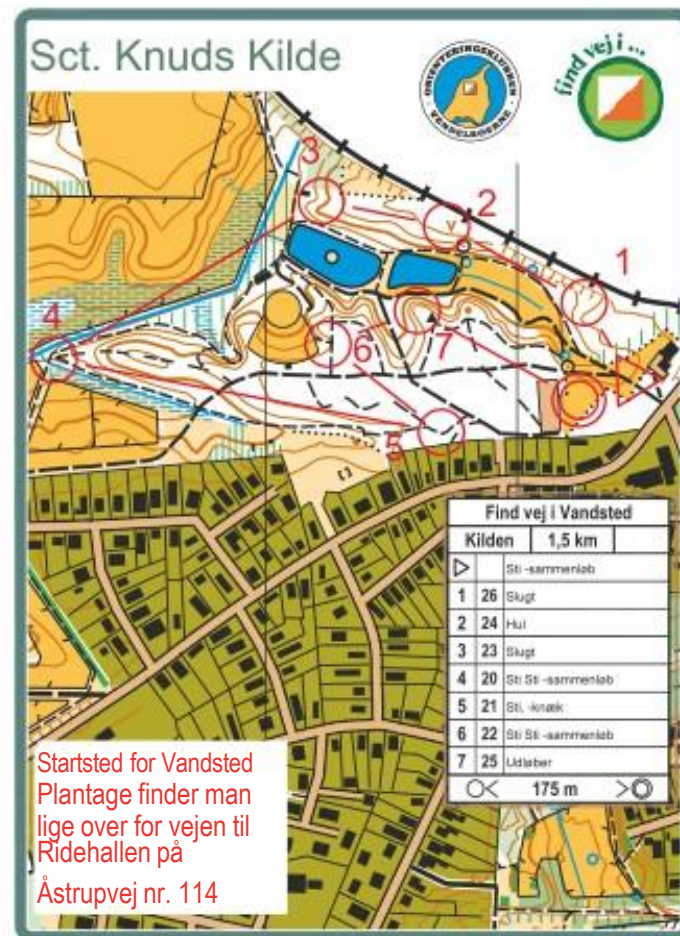 Sct. Knuds Kilde
ORIENTERINGSKLUBBEN
VENDELBOERNE
find vej i ...
3
2
1
4
6
7
5
Find vej i Vandsted
Kilden 1,5 km
Sti -sammenløb
1 26 Slugt
2 24 Hul
3 23 Slugt
4 20 Sti Sti -sammenløb
5 21 Sti, -knæk
6 22 Sti Sti -sammenløb
7 25 Udløber
175 m
Startsted for Vandsted
Plantage finder man
lige over for vejen til
Ridehallen på
Åstrupvej nr. 114